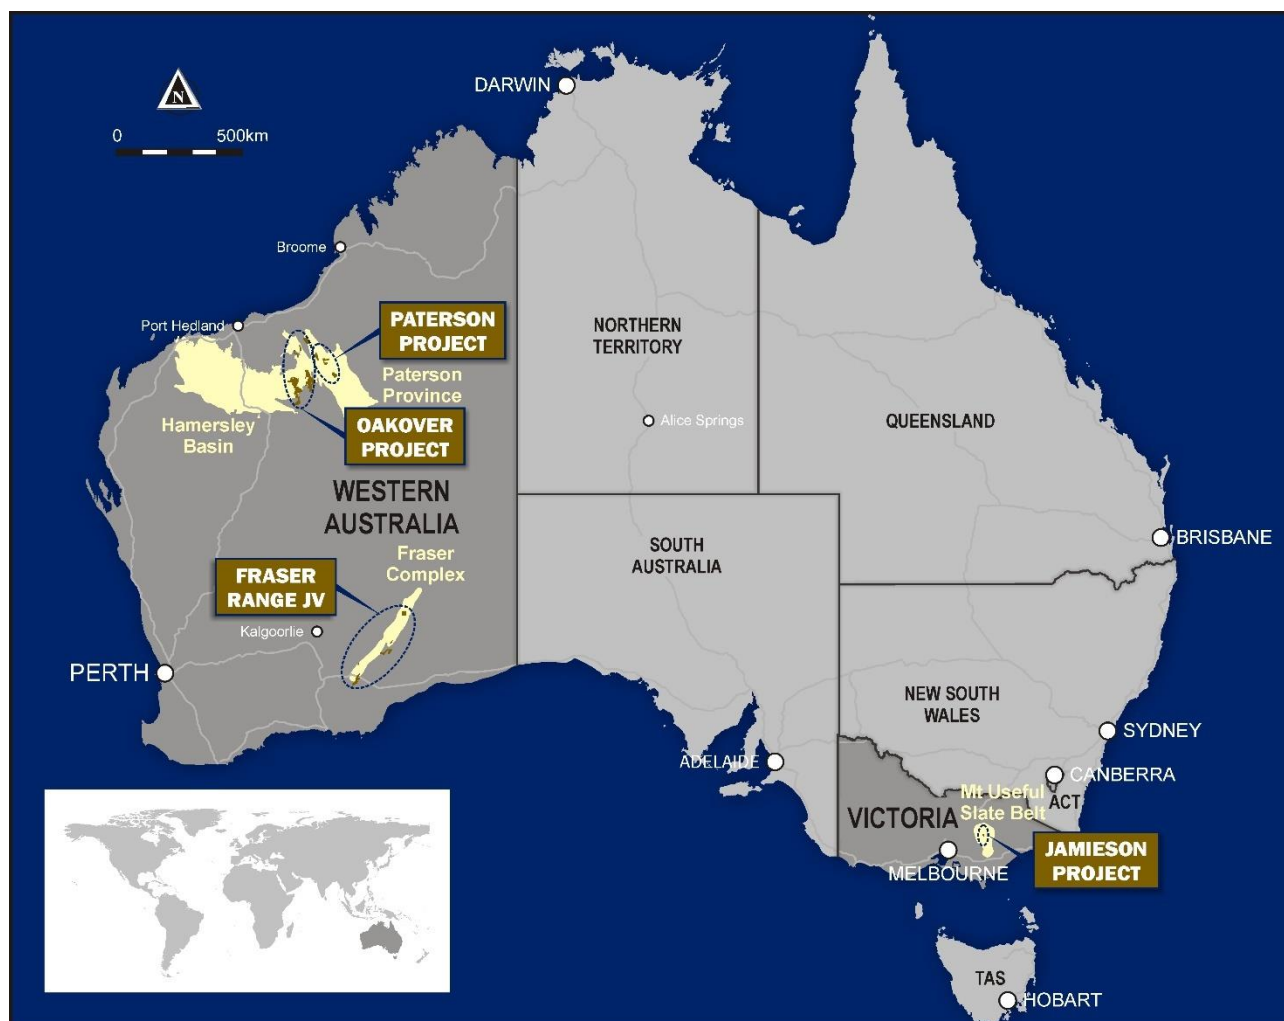 DARWIN
N
0 500km
Broome
Port Hedland
PATERSON
PROJECT
NORTHERN
TERRITORY
Paterson
Province
Hamersley
Basin
OAKOVER
PROJECT
Alice Springs
QUEENSLAND
WESTERN
AUSTRALIA
SOUTH
AUSTRALIA
BRISBANE
Fraser
Complex
FRASER
RANGE JV
Kalgoorlie
PERTH
NEW SOUTH
WALES
SYDNEY
ADELAIDE
CANBERRA
ACT
Mt Useful
Slate Belt
VICTORIA
MELBOURNE
JAMIESON
PROJECT
TAS
HOBART